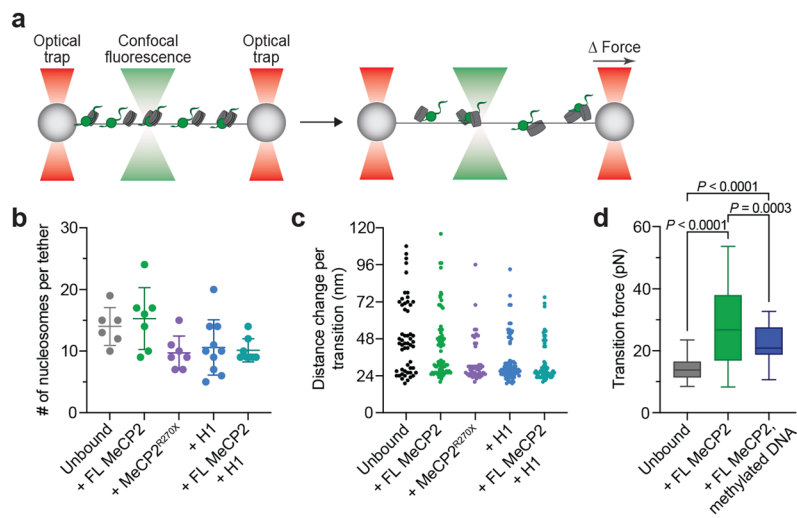 a
Optical
trap
Confocal
fluorescence
Optical
trap
Δ Force
b
# of nucleosomes per tether
30
20
10
0
Unbound
+ FL MeCP2
+ MeCP2R270X
+ H1
+ FL MeCP2
+ H1
c
Distance change per
transition (nm)
120
96
72
48
24
0
Unbound
+ FL MeCP2
+ MeCP2R270X
+ H1
+ FL MeCP2
+ H1
d
P < 0.0001
P < 0.0001
P = 0.0003
Transition force (pN)
60
40
20
0
Unbound
+ FL MeCP2
+ FL MeCP2,
methylated DNA